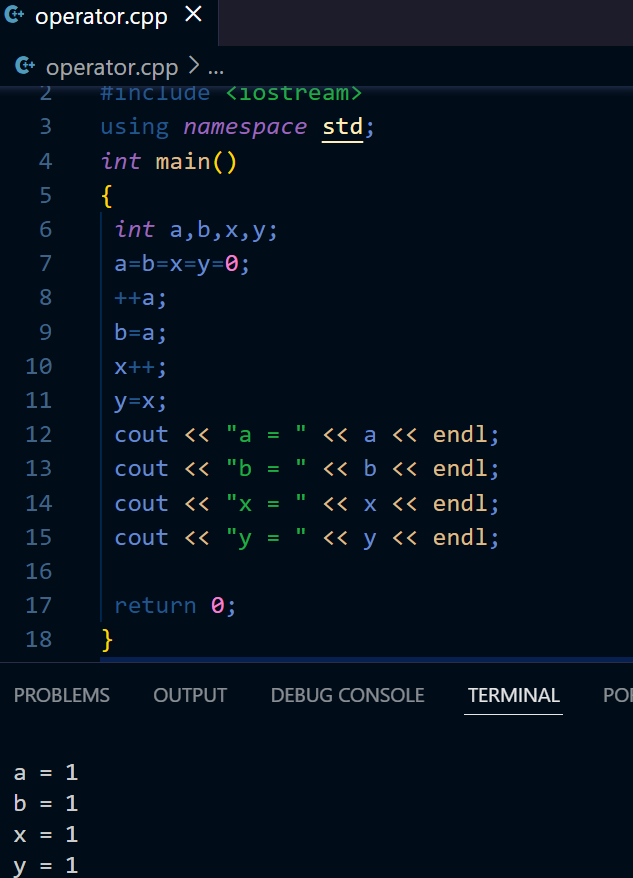 operator.cpp
operator.cpp > ...
2 #include <iostream>
3 using namespace std;
4 int main()
5 {
6 int a,b,x,y;
7 a=b=x=y=0;
8 ++a;
9 b=a;
10 x++;
11 y=x;
12 cout << "a = " << a << endl;
13 cout << "b = " << b << endl;
14 cout << "x = " << x << endl;
15 cout << "y = " << y << endl;
16
17 return 0;
18 }
PROBLEMS OUTPUT DEBUG CONSOLE TERMINAL
a = 1
b = 1
x = 1
y = 1